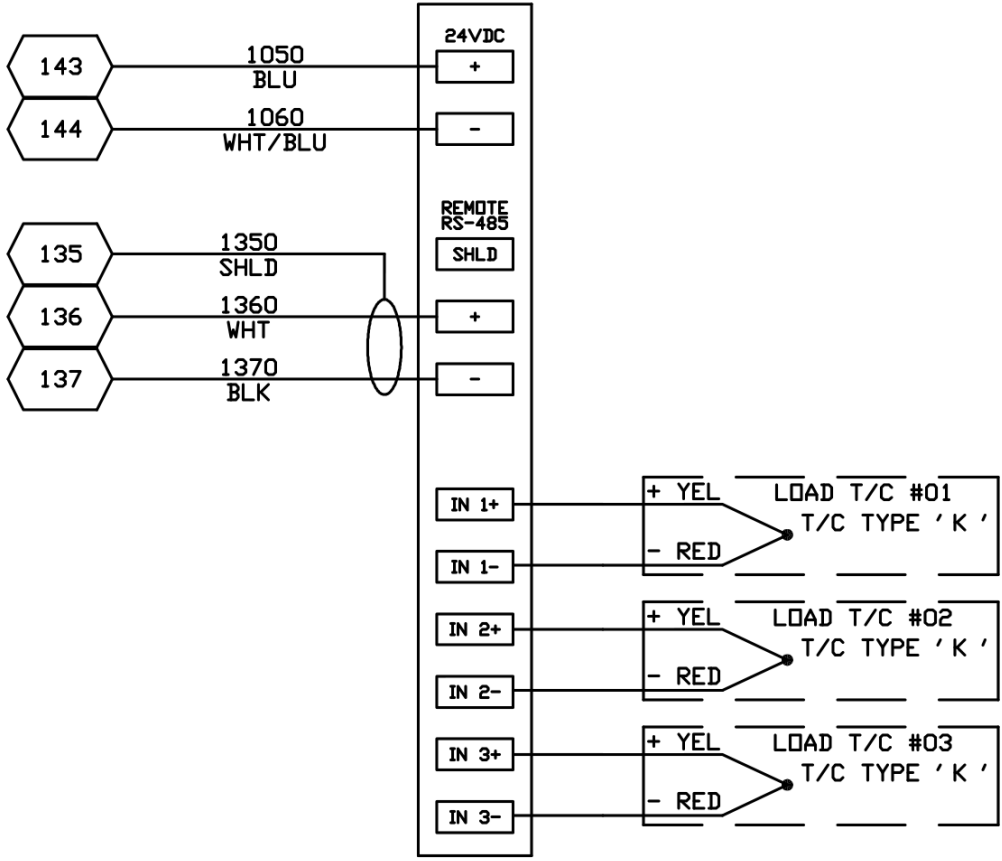 24VDC
143
1050
BLU
+
144
1060
WHT/BLU
-
REMOTE
RS-485
135
1350
SHLD
SHLD
136
1360
WHT
+
137
1370
BLK
-
IN 1+
+ YEL
LOAD T/C #01
T/C TYPE 'K'
IN 1-
- RED
IN 2+
+ YEL
LOAD T/C #02
T/C TYPE 'K'
IN 2-
- RED
IN 3+
+ YEL
LOAD T/C #03
T/C TYPE 'K'
IN 3-
- RED